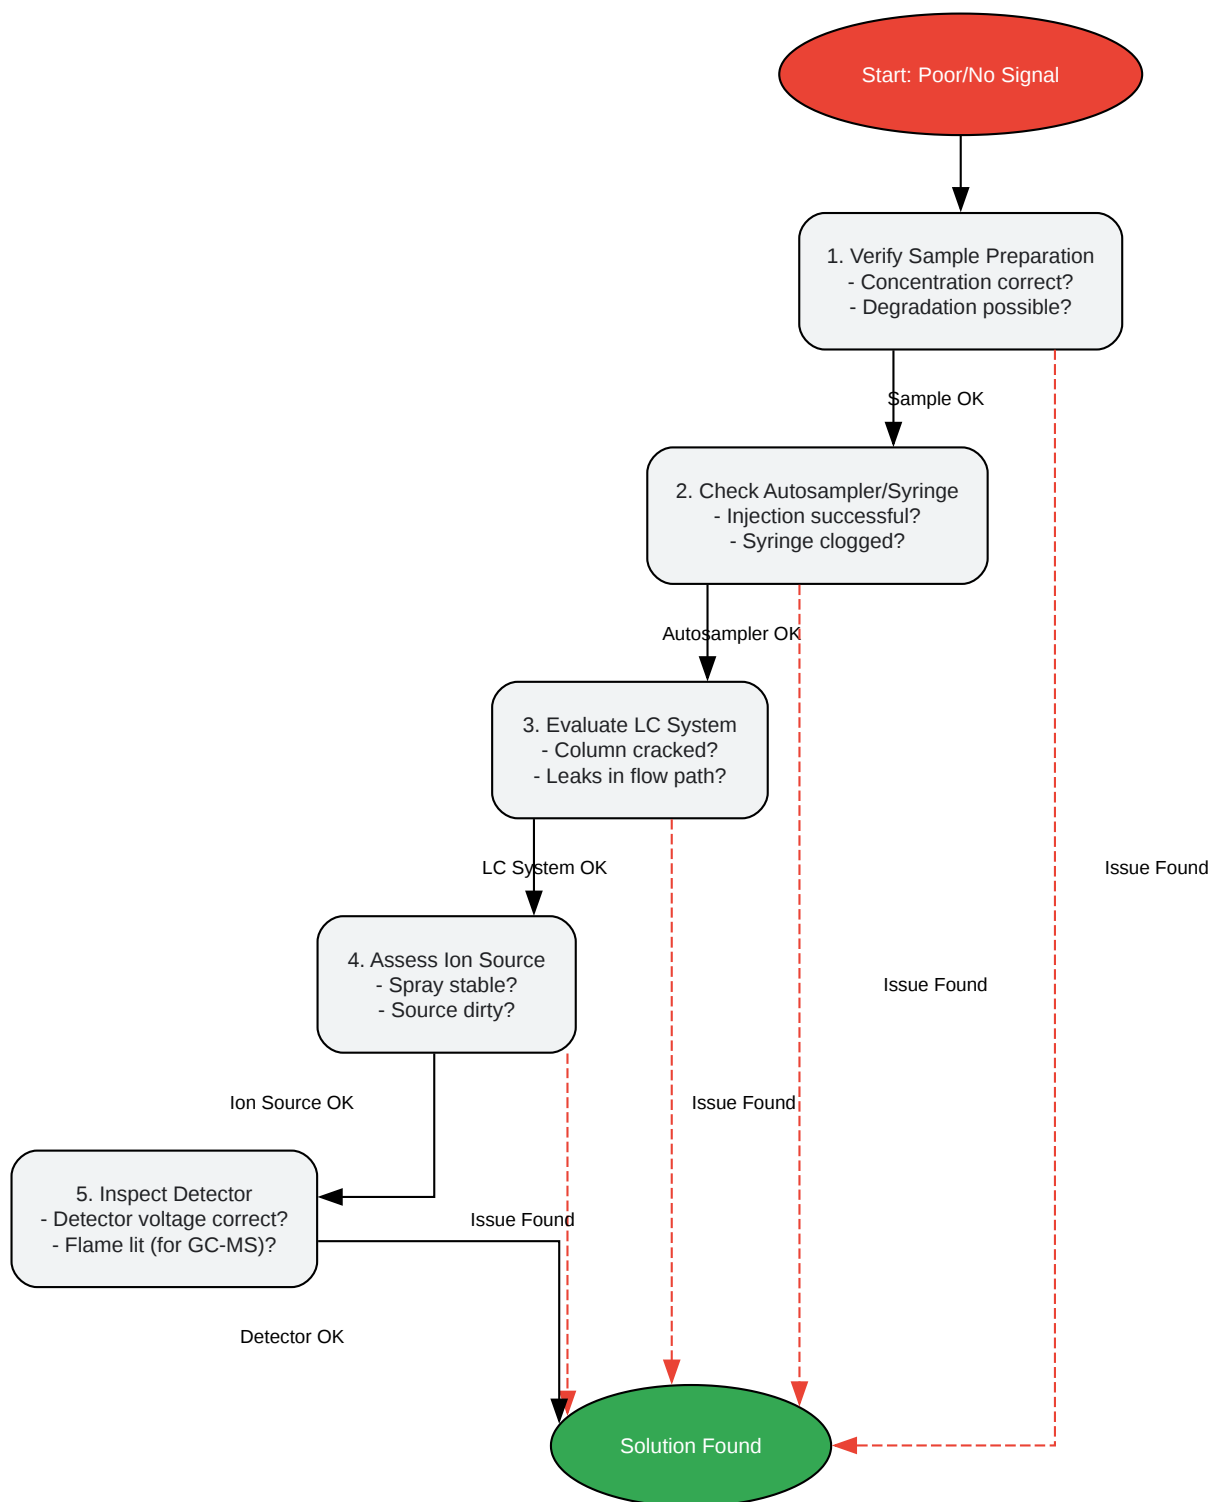 Start: Poor/No Signal
1. Verify Sample Preparation
- Concentration correct?
- Degradation possible?
Sample OK
2. Check Autosampler/Syringe
- Injection successful?
- Syringe clogged?
Autosampler OK
3. Evaluate LC System
- Column cracked?
- Leaks in flow path?
LC System OK
Issue Found
4. Assess Ion Source
- Spray stable?
- Source dirty?
Issue Found
Ion Source OK
Issue Found
5. Inspect Detector
- Detector voltage correct?
- Flame lit (for GC-MS)?
Issue Found
Detector OK
Solution Found